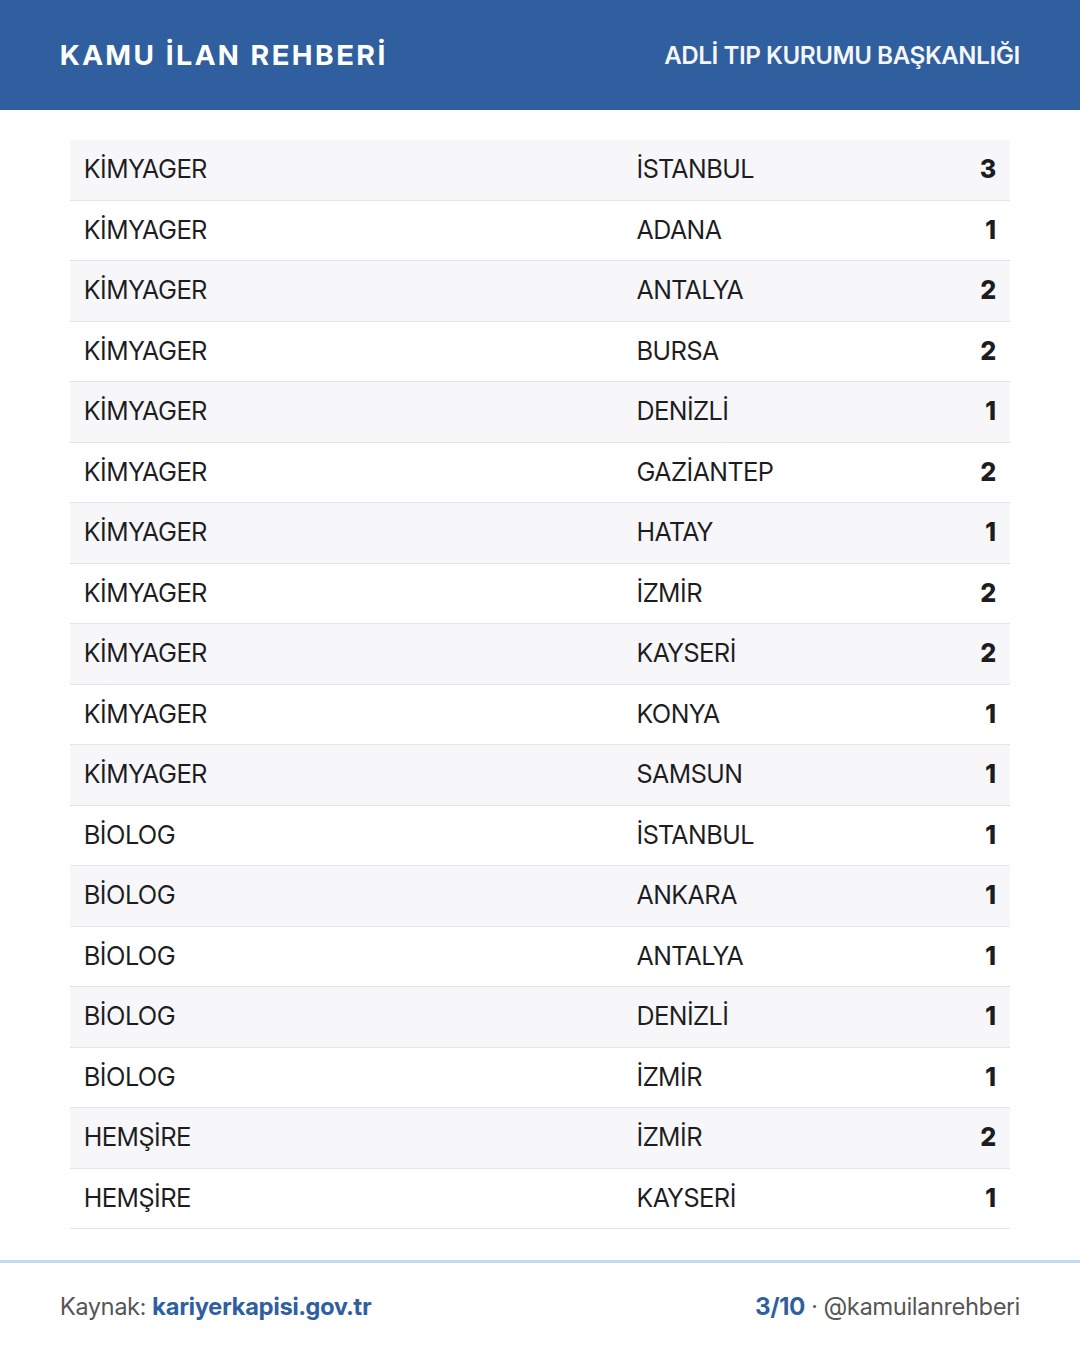 KAMU İLAN REHBERİ
ADLİ TIP KURUMU BAŞKANLIĞI
KİMYAGER İSTANBUL 3
KİMYAGER ADANA 1
KİMYAGER ANTALYA 2
KİMYAGER BURSA 2
KİMYAGER DENİZLİ 1
KİMYAGER GAZİANTEP 2
KİMYAGER HATAY 1
KİMYAGER İZMİR 2
KİMYAGER KAYSERİ 2
KİMYAGER KONYA 1
KİMYAGER SAMSUN 1
BİOLOG İSTANBUL 1
BİOLOG ANKARA 1
BİOLOG ANTALYA 1
BİOLOG DENİZLİ 1
BİOLOG İZMİR 1
HEMŞİRE İZMİR 2
HEMŞİRE KAYSERİ 1
Kaynak: kariyerkapisi.gov.tr
3/10 · @kamuilanrehberi